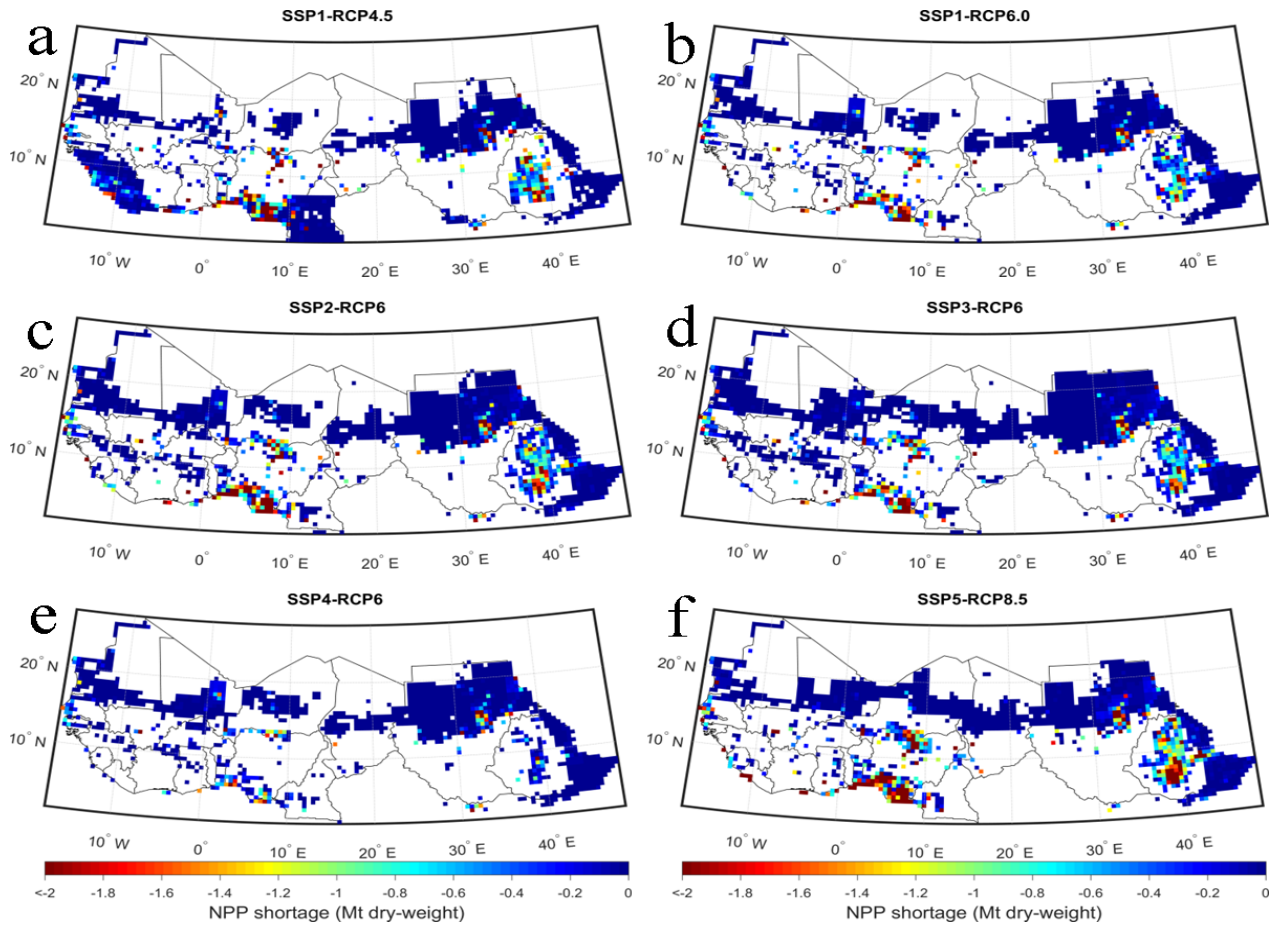 SSP1-RCP4.5
SSP1-RCP6.0
a
b
20° N
10° N
20° N
10° N
10° W 0° 10° E 20° E 30° E 40° E
10° W 0° 10° E 20° E 30° E 40° E
SSP2-RCP6
SSP3-RCP6
c
d
20° N
10° N
20° N
10° N
10° W 0° 10° E 20° E 30° E 40° E
10° W 0° 10° E 20° E 30° E 40° E
SSP4-RCP6
SSP5-RCP8.5
e
f
20° N
10° N
20° N
10° N
10° W 0° 10° E 20° E 30° E 40° E
10° W 0° 10° E 20° E 30° E 40° E
<-2 -1.8 -1.6 -1.4 -1.2 -1 -0.8 -0.6 -0.4 -0.2 0
<-2 -1.8 -1.6 -1.4 -1.2 -1 -0.8 -0.6 -0.4 -0.2 0
NPP shortage (Mt dry-weight)
NPP shortage (Mt dry-weight)